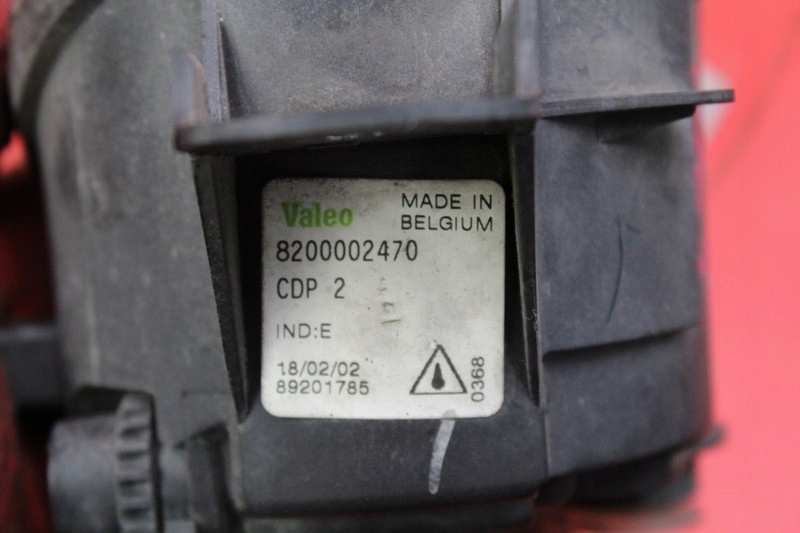 Valeo MADE IN
BELGIUM
8200002470
CDP 2
IND:E
18/02/02
89201785
0368